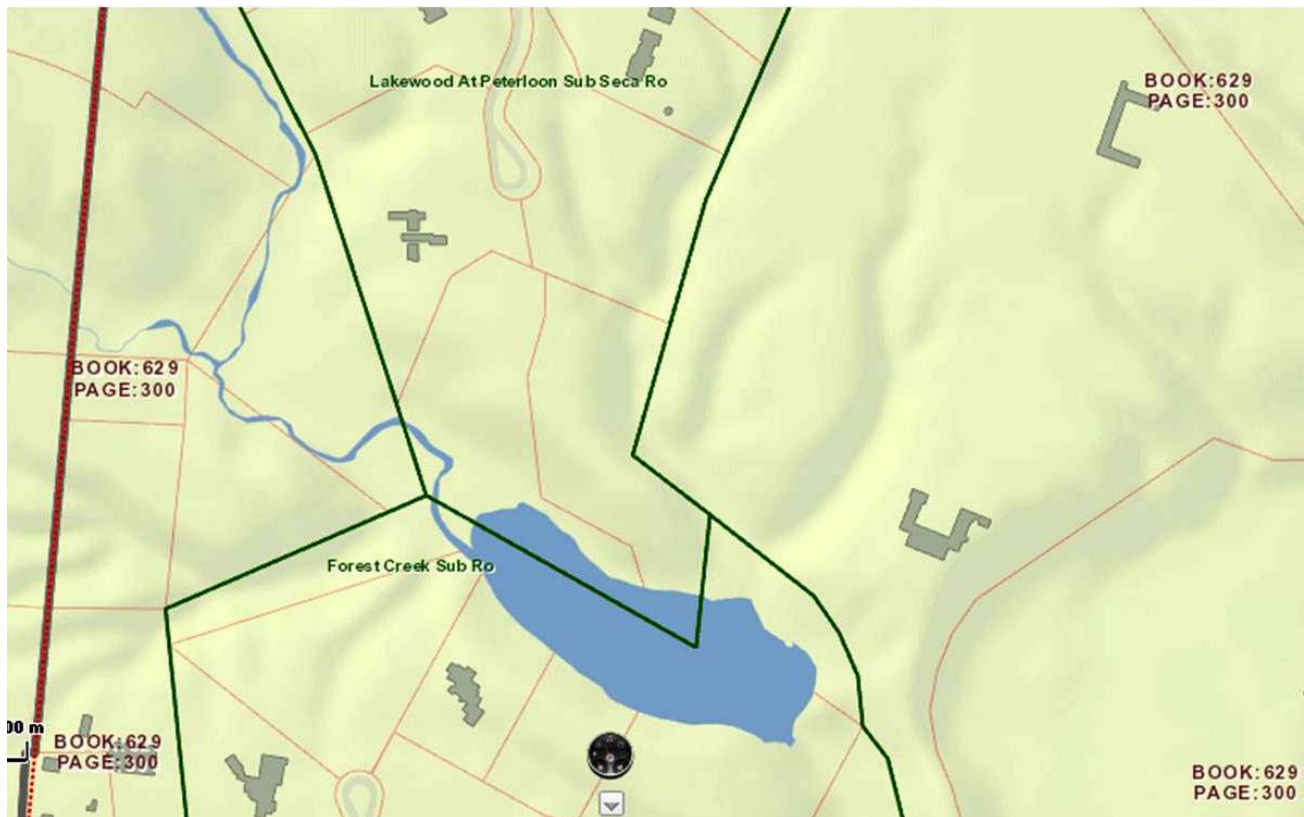 Lakewood At Peterloon Sub Seca Ro
BOOK:629
PAGE:300
BOOK:629
PAGE:300
Forest Creek Sub Ro
00 m
BOOK:629
PAGE:300
BOOK:629
PAGE:300